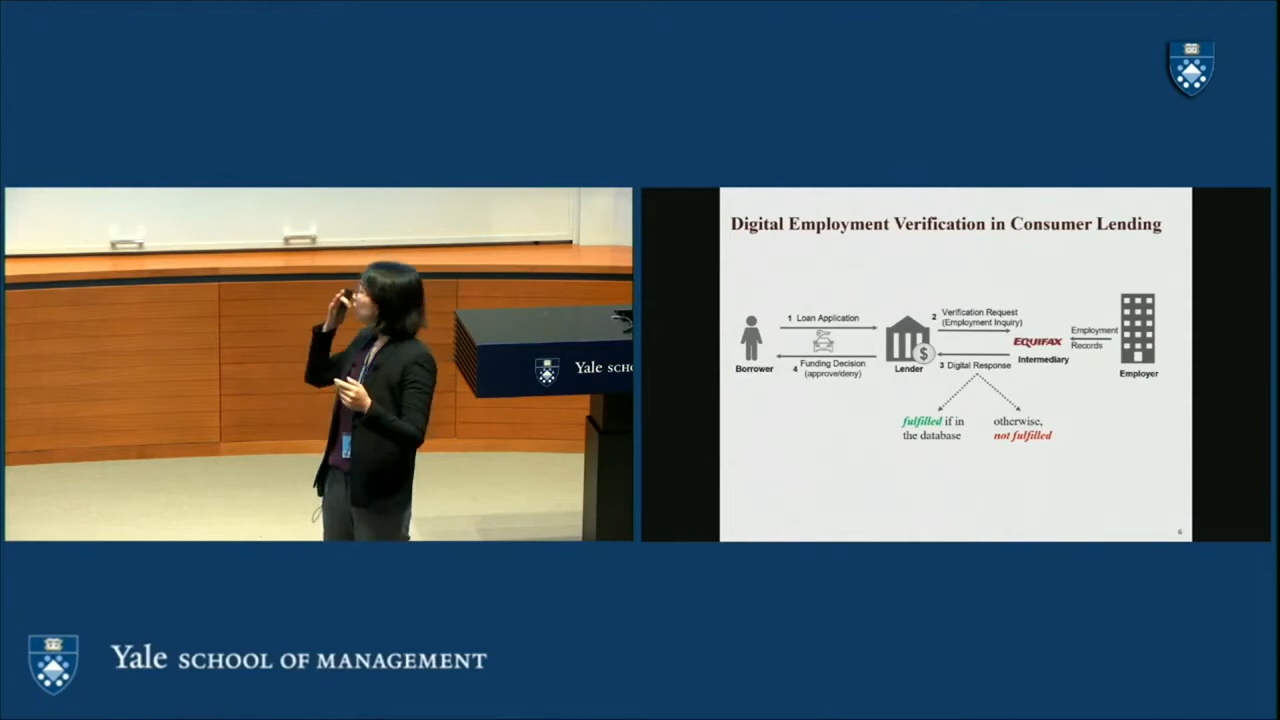 Digital Employment Verification in Consumer Lending
1 Loan Application
4 Funding Decision
(approve/deny)
Borrower
Lender
$
2 Verification Request
(Employment Inquiry)
3 Digital Response
EQUIFAX
Intermediary
Employment
Records
Employer
fulfilled if in
the database
otherwise,
not fulfilled
6
Yale SCHO
Yale SCHOOL OF MANAGEMENT